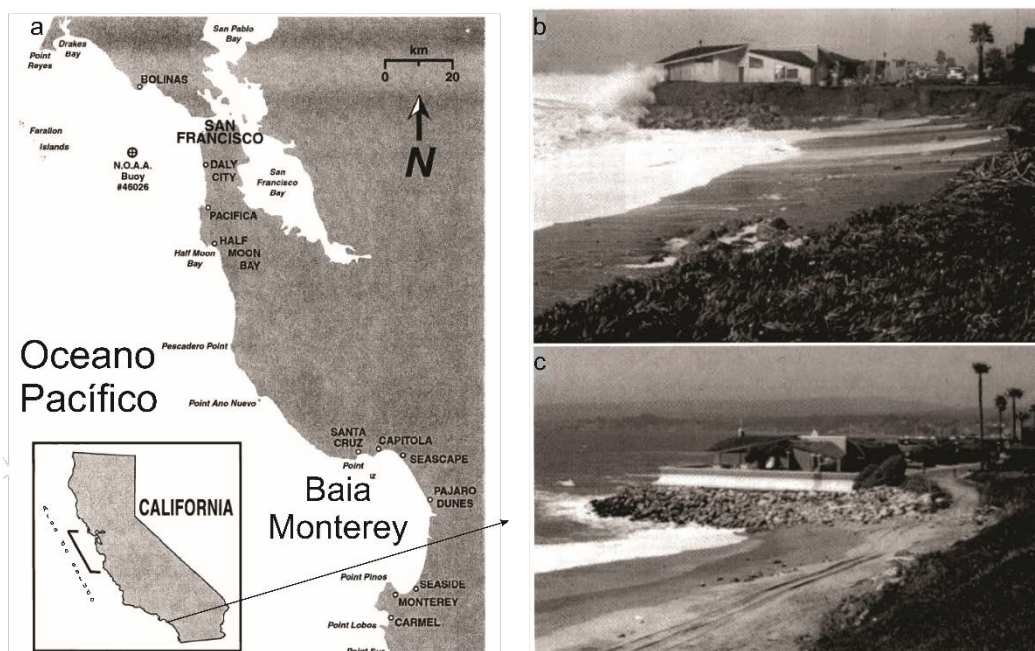 a
Drakes
Bay
Point
Reyes
San Pablo
Bay
km
0 10 20
BOLINAS
SAN
FRANCISCO
Farallon
Islands
N.O.A.A.
Buoy
#46026
DALY
CITY
San
Francisco
Bay
N
PACIFICA
Half Moon
Bay
HALF
MOON
BAY
Oceano
Pacífico
Pescadero Point
Point Ano Nuevo
SANTA
CRUZ
CAPITOLA
SEASCAPE
Point
Baia
Monterey
PAJARO
DUNES
CALIFORNIA
Point Pinos
SEASIDE
MONTEREY
Point Lobos
CARMEL
b
c